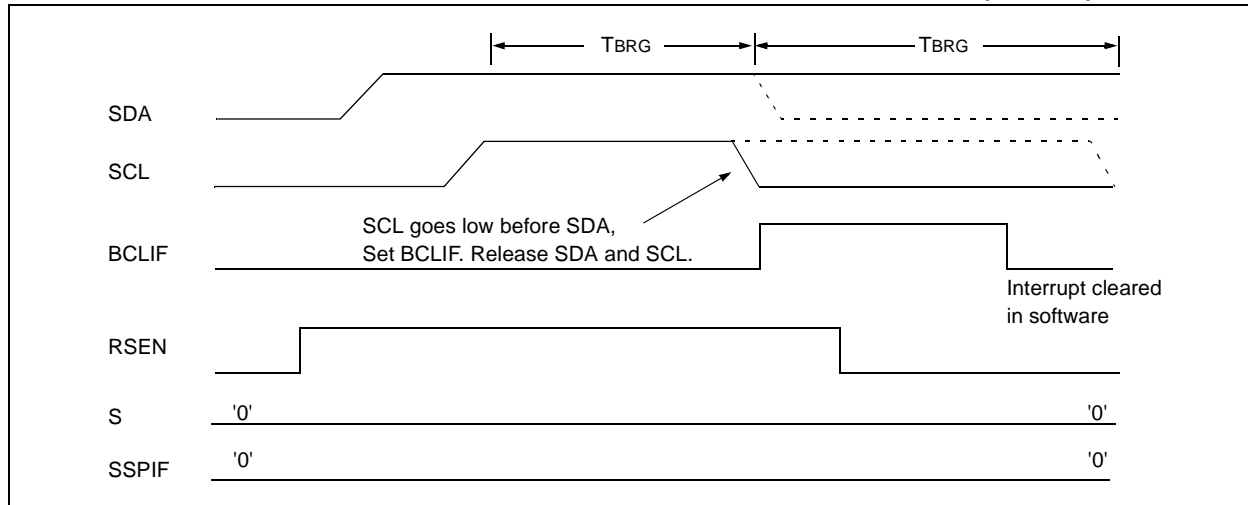 TBRG TBRG
SDA
SCL
SCL goes low before SDA,
Set BCLIF. Release SDA and SCL.
BCLIF
Interrupt cleared
in software
RSEN
S '0' '0'
SSPIF '0' '0'